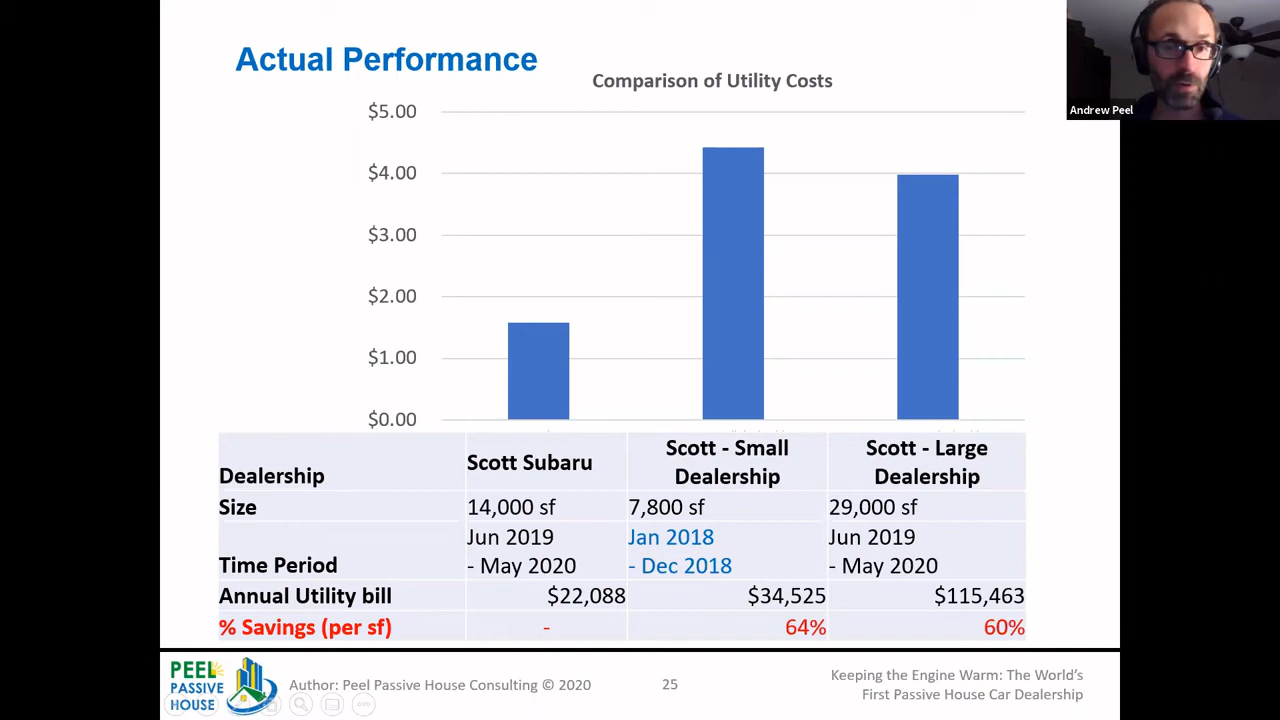 Actual Performance
Andrew Peel
Comparison of Utility Costs
$5.00
$4.00
$3.00
$2.00
$1.00
$0.00
Dealership
Scott Subaru
Scott - Small
Dealership
Scott - Large
Dealership
Size
14,000 sf
7,800 sf
29,000 sf
Time Period
Jun 2019
- May 2020
Jan 2018
- Dec 2018
Jun 2019
- May 2020
Annual Utility bill
$22,088
$34,525
$115,463
% Savings (per sf)
-
64%
60%
PEEL
PASSIVE
HOUSE
Author: Peel Passive House Consulting © 2020
25
Keeping the Engine Warm: The World's
First Passive House Car Dealership